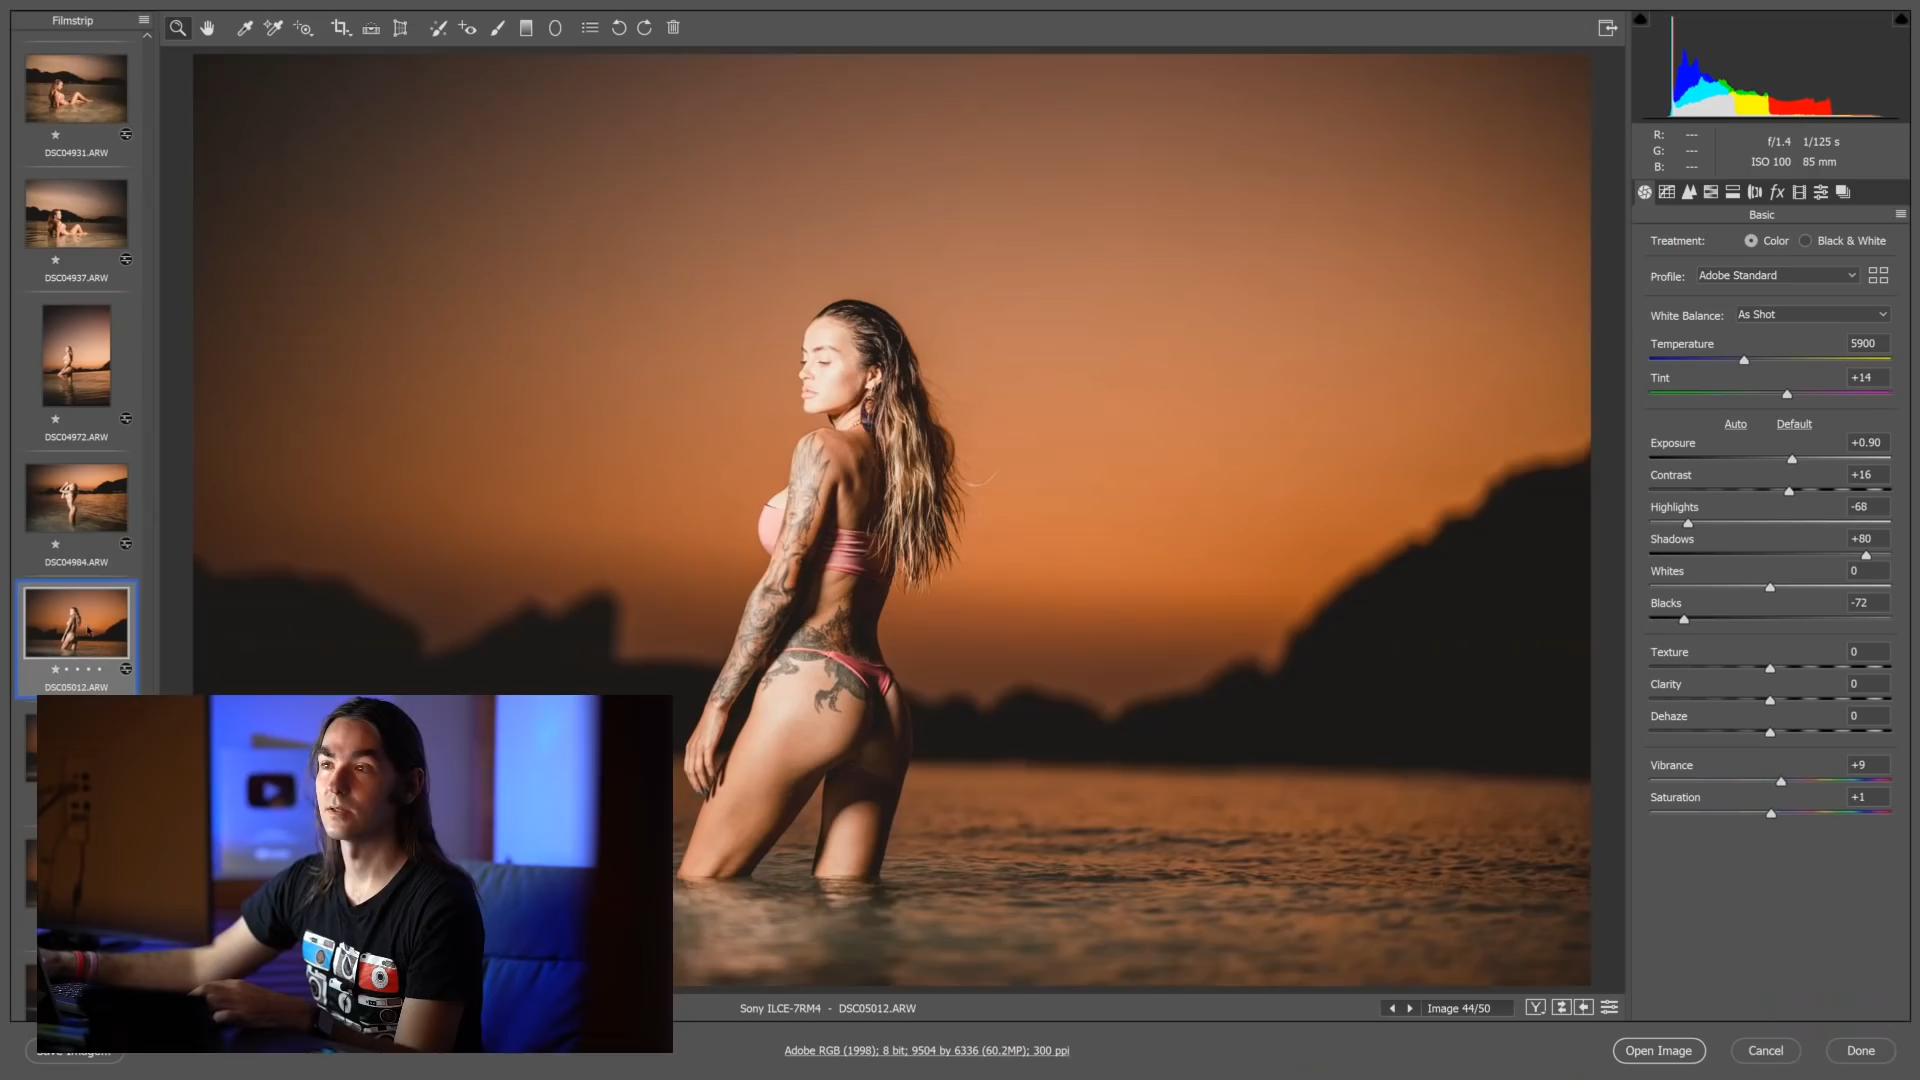 Filmstrip
DSC04931.ARW
DSC04937.ARW
DSC04972.ARW
DSC04984.ARW
DSC05012.ARW
R: ---
G: ---
B: ---
f/1.4 1/125 s
ISO 100 85 mm
fx
Basic
Treatment: Color Black & White
Profile: Adobe Standard
White Balance: As Shot
Temperature 5900
Tint +14
Auto Default
Exposure +0.90
Contrast +16
Highlights -68
Shadows +80
Whites 0
Blacks -72
Texture 0
Clarity 0
Dehaze 0
Vibrance +9
Saturation +1
Sony ILCE-7RM4 - DSC05012.ARW
Image 44/50
Y
Adobe RGB (1998); 8 bit; 9504 by 6336 (60.2MP); 300 ppi
Open Image
Cancel
Done